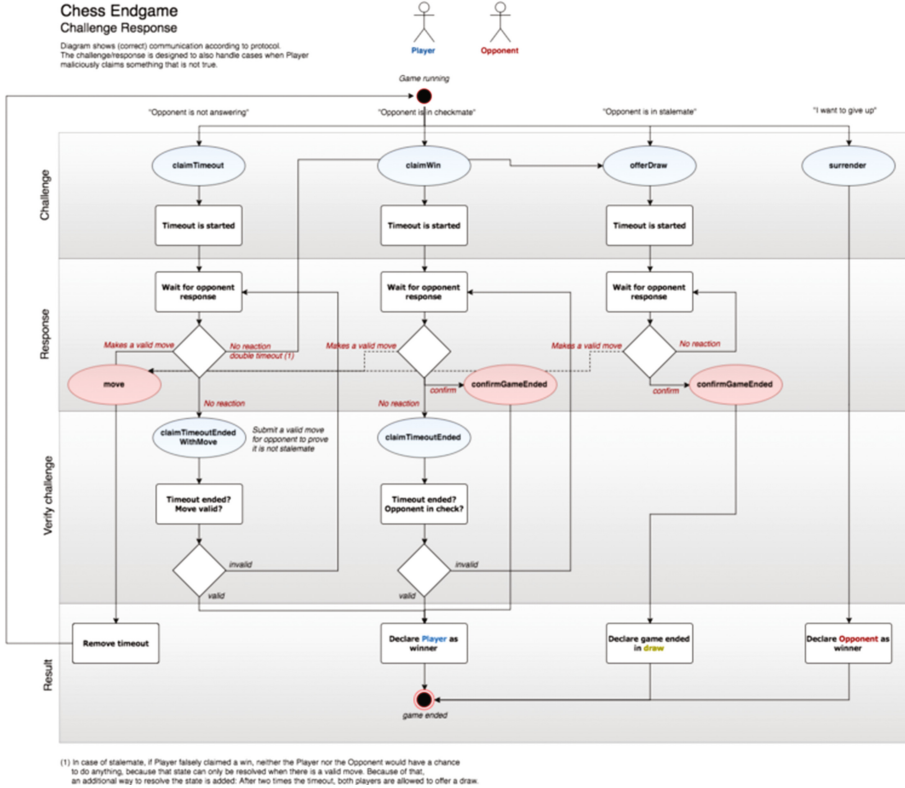 Chess Endgame
Challenge Response
Diagram shows (correct) communication according to protocol.
The challenge/response is designed to also handle cases when Player
maliciously claims something that is not true.
Player
Opponent
Game running
"Opponent is not answering"
"Opponent is in checkmate"
"Opponent is in stalemate"
"I want to give up"
Challenge
claimTimeout
claimWin
offerDraw
surrender
Timeout is started
Timeout is started
Timeout is started
Response
Wait for opponent
response
Wait for opponent
response
Wait for opponent
response
Makes a valid move
No reaction
double timeout (1)
Makes a valid move
Makes a valid move
No reaction
move
confirm
confirmGameEnded
confirm
confirmGameEnded
No reaction
No reaction
Verify challenge
claimTimeoutEnded
WithMove
Submit a valid move
for opponent to prove
it is not stalemate
claimTimeoutEnded
Timeout ended?
Move valid?
Timeout ended?
Opponent in check?
invalid
invalid
valid
valid
Result
Remove timeout
Declare Player as
winner
Declare game ended
in draw
Declare Opponent as
winner
game ended
(1) In case of stalemate, if Player falsely claimed a win, neither the Player nor the Opponent would have a chance
to do anything, because that state can only be resolved when there is a valid move. Because of that,
an additional way to resolve the state is added: After two times the timeout, both players are allowed to offer a draw.